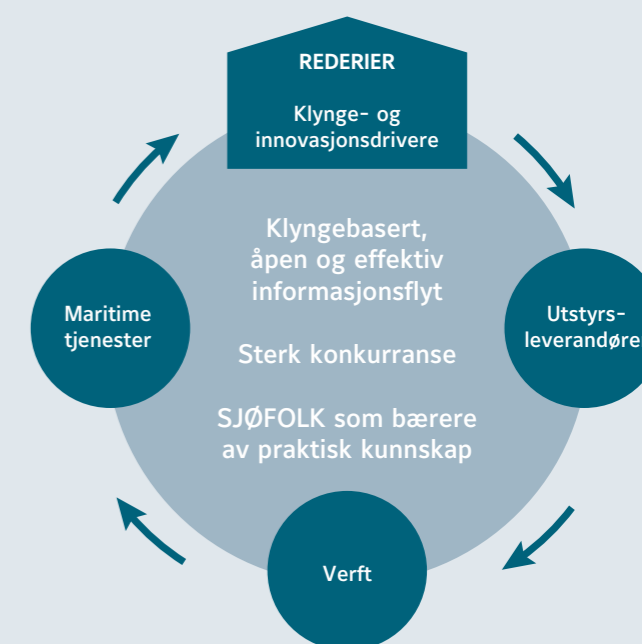 REDERIER
Klynge- og
innovasjonsdrivere
Klyngebasert,
åpen og effektiv
informasjonsflyt
Sterk konkurranse
SJØFOLK som bærere
av praktisk kunnskap
Maritime
tjenester
Utstyrs-
leverandøre
Verft